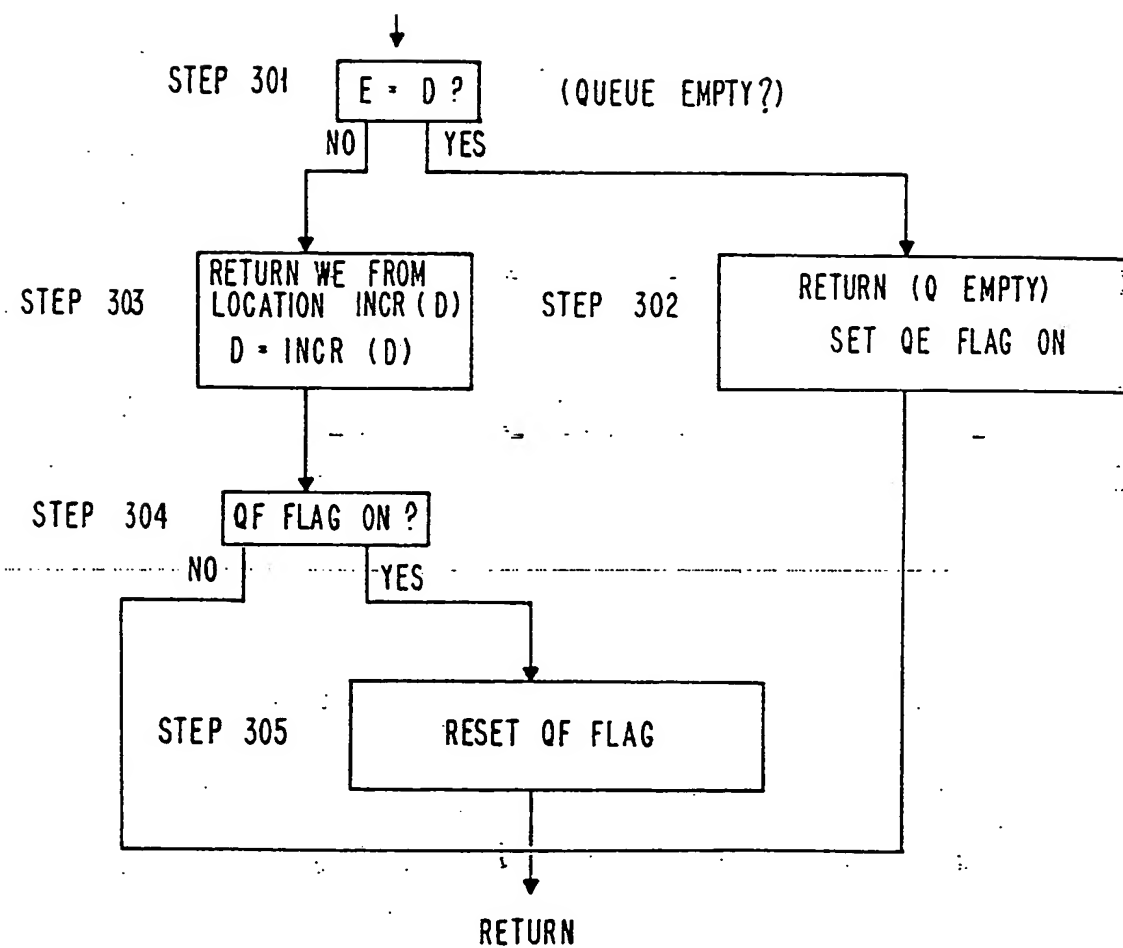 STEP 301
E = D ?
(QUEUE EMPTY?)
NO
YES
STEP 303
RETURN WE FROM
LOCATION INCR (D)
D = INCR (D)
STEP 302
RETURN (Q EMPTY)
SET QE FLAG ON
STEP 304
QF FLAG ON ?
NO
YES
STEP 305
RESET QF FLAG
RETURN